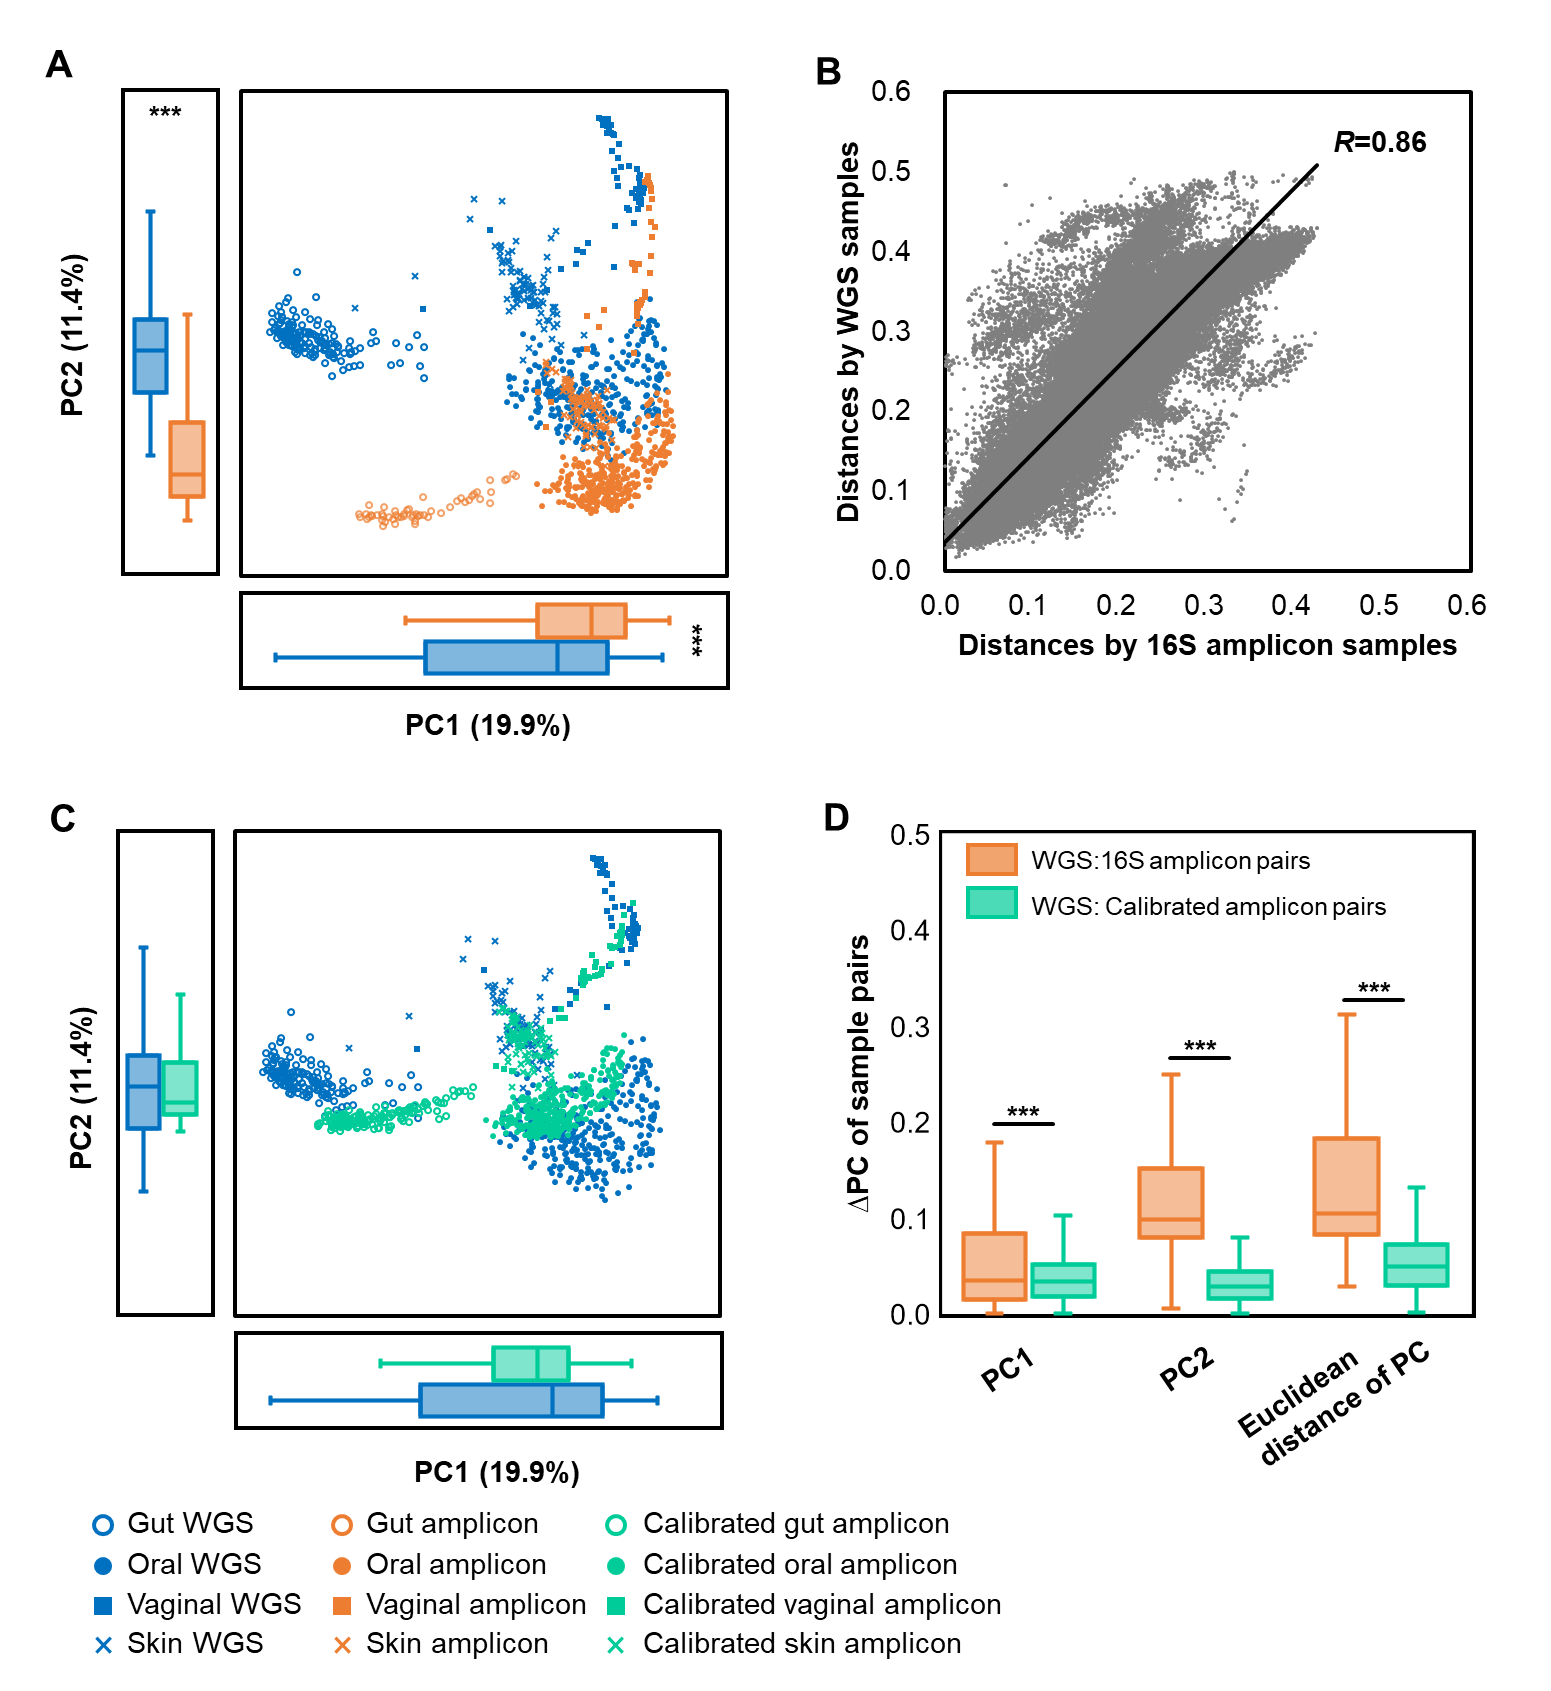 A
***
PC2 (11.4%)
***
PC1 (19.9%)
B
0.6
0.5
0.4
0.3
0.2
0.1
0.0
Distances by WGS samples
R=0.86
0.0 0.1 0.2 0.3 0.4 0.5 0.6
Distances by 16S amplicon samples
C
PC2 (11.4%)
PC1 (19.9%)
D
0.5
0.4
0.3
0.2
0.1
0.0
ΔPC of sample pairs
WGS:16S amplicon pairs
WGS: Calibrated amplicon pairs
***
***
***
PC1
PC2
Euclidean
distance of PC
Gut WGS
Gut amplicon
Calibrated gut amplicon
Oral WGS
Oral amplicon
Calibrated oral amplicon
Vaginal WGS
Vaginal amplicon
Calibrated vaginal amplicon
Skin WGS
Skin amplicon
Calibrated skin amplicon